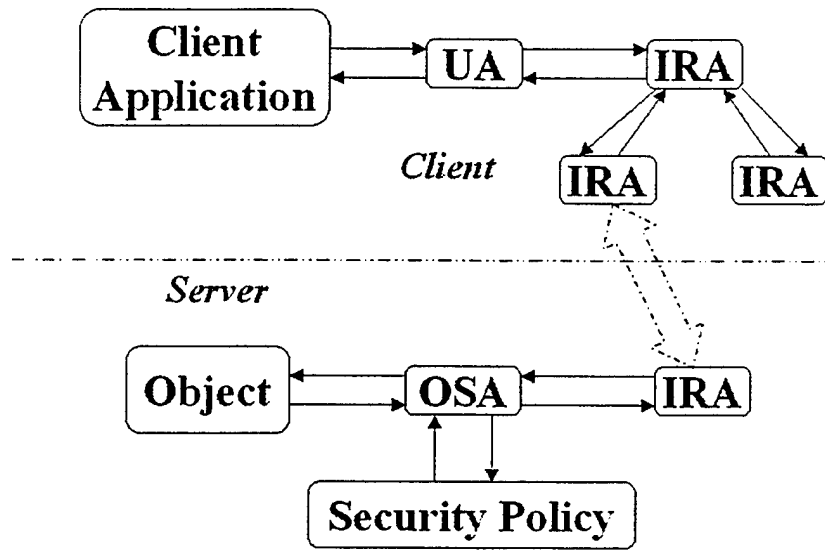 Client
Application
UA
IRA
Client
IRA
IRA
Server
Object
OSA
IRA
Security Policy